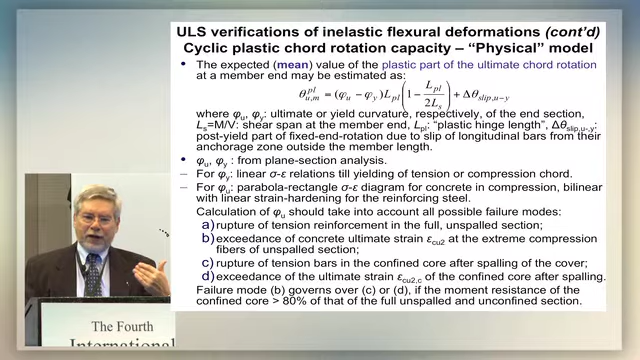 ULS verifications of inelastic flexural deformations (cont’d)
Cyclic plastic chord rotation capacity – “Physical” model
• The expected (mean) value of the plastic part of the ultimate chord rotation
at a member end may be estimated as:
θ^{pl}_{u,m} = (φ_u − φ_y)L_{pl}(1 − L_{pl}/2L_s) + Δθ_{slip,u−y}
where φu, φy: ultimate or yield curvature, respectively, of the end section,
Ls=M/V: shear span at the member end, Lpl: “plastic hinge length”, Δθslip,u-,y:
post-yield part of fixed-end-rotation due to slip of longitudinal bars from their
anchorage zone outside the member length.
• φu, φy : from plane-section analysis.
– For φy: linear σ-ε relations till yielding of tension or compression chord.
– For φu: parabola-rectangle σ-ε diagram for concrete in compression, bilinear
with linear strain-hardening for the reinforcing steel.
Calculation of φu should take into account all possible failure modes:
a) rupture of tension reinforcement in the full, unspalled section;
b) exceedance of concrete ultimate strain εcu2 at the extreme compression
fibers of unspalled section;
c) rupture of tension bars in the confined core after spalling of the cover;
d) exceedance of the ultimate strain εcu2,c of the confined core after spalling.
Failure mode (b) governs over (c) or (d), if the moment resistance of the
confined core > 80% of that of the full unspalled and unconfined section.
The Fourth
International